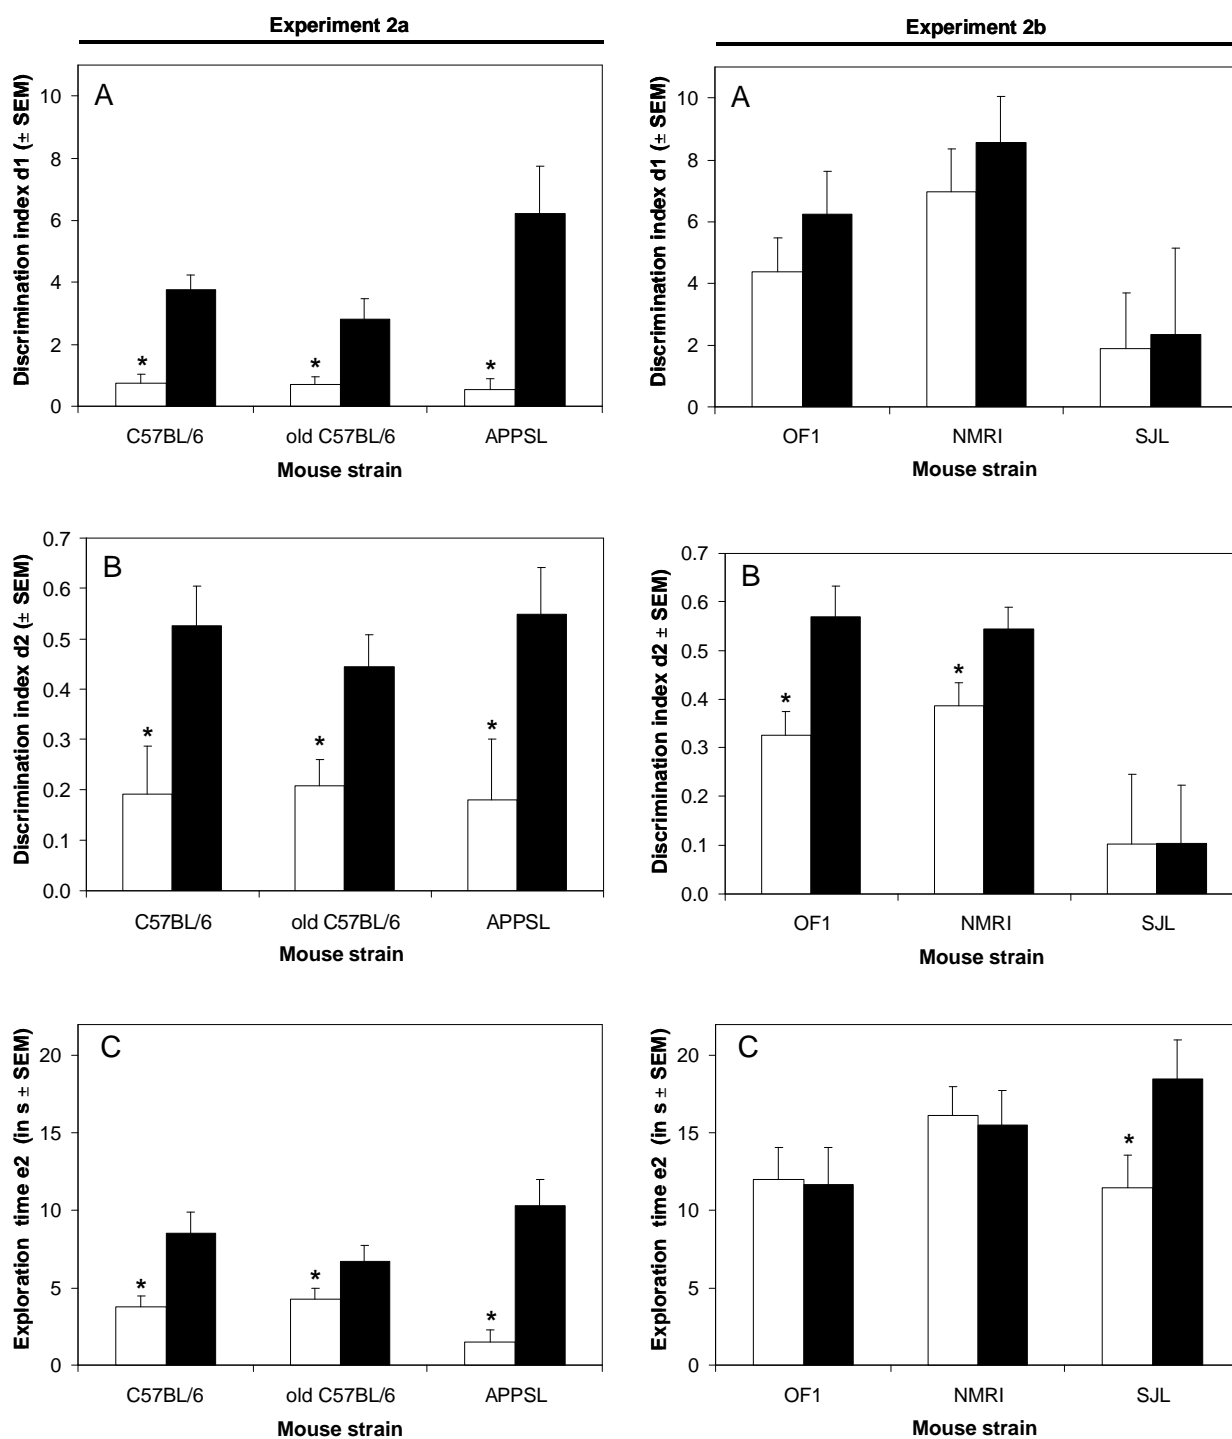 Experiment 2a
A
Discrimination index d1 (± SEM)
10
8
6
4
2
0
*
*
*
C57BL/6 old C57BL/6 APPSL
Mouse strain
B
Discrimination index d2 (± SEM)
0.7
0.6
0.5
0.4
0.3
0.2
0.1
0.0
*
*
*
C57BL/6 old C57BL/6 APPSL
Mouse strain
C
Exploration time e2 (in s ± SEM)
20
15
10
5
0
*
*
*
C57BL/6 old C57BL/6 APPSL
Mouse strain
Experiment 2b
A
Discrimination index d1 (± SEM)
10
8
6
4
2
0
OF1 NMRI SJL
Mouse strain
B
Discrimination index d2 ± SEM)
0.7
0.6
0.5
0.4
0.3
0.2
0.1
0.0
*
*
OF1 NMRI SJL
Mouse strain
C
Exploration time e2 (in s ± SEM)
20
15
10
5
0
*
OF1 NMRI SJL
Mouse strain